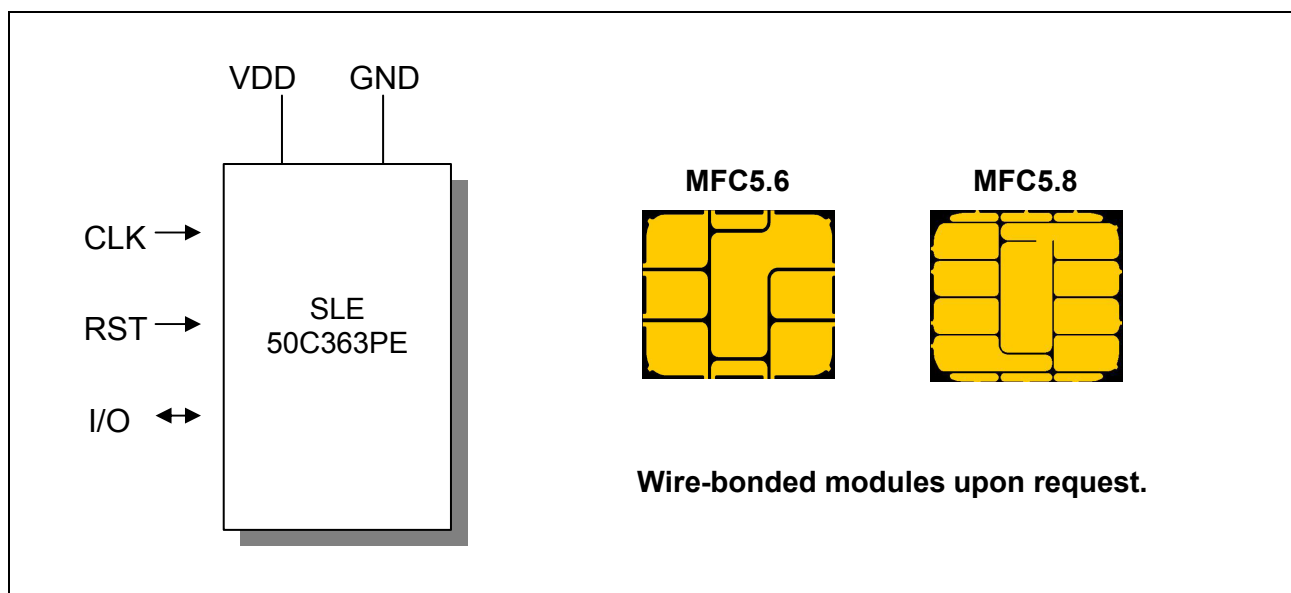 VDD GND
CLK
RST
I/O
SLE
50C363PE
MFC5.6 MFC5.8
Wire-bonded modules upon request.